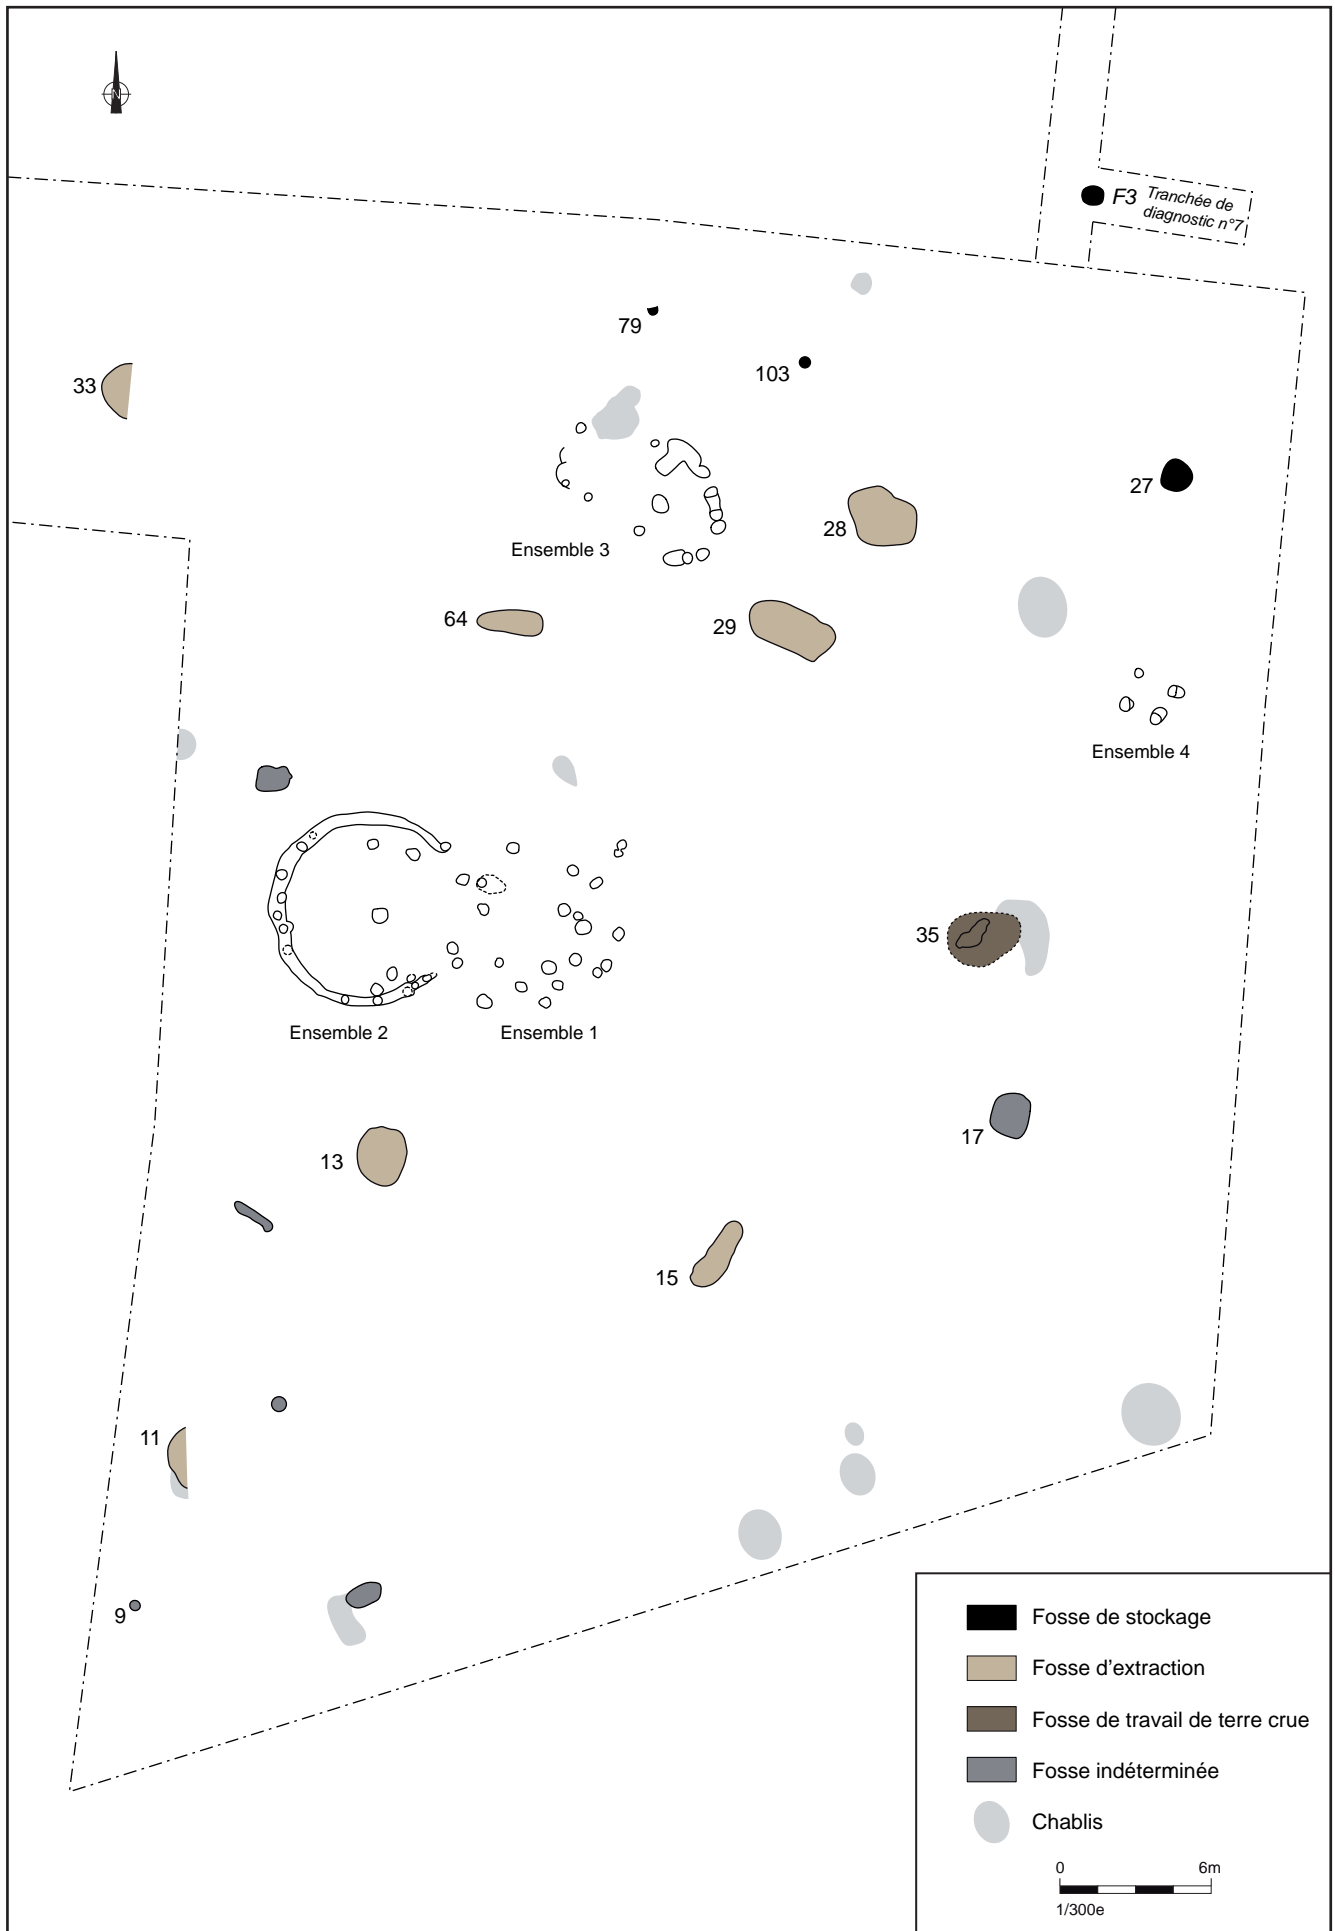 N
F3
Tranchée de
diagnostic n°7
79
103
33
27
28
Ensemble 3
64
29
Ensemble 4
35
Ensemble 2
Ensemble 1
17
13
15
11
9
Fosse de stockage
Fosse d'extraction
Fosse de travail de terre crue
Fosse indéterminée
Chablis
0 6m
1/300e